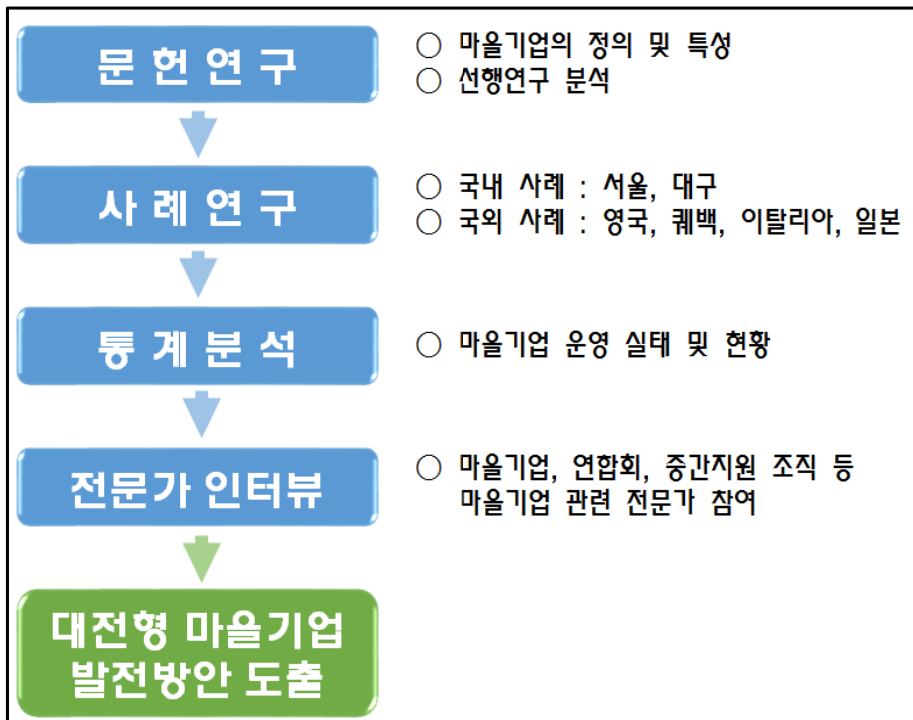 문 헌 연 구
○ 마을기업의 정의 및 특성
○ 선행연구 분석
사 례 연 구
○ 국내 사례 : 서울, 대구
○ 국외 사례 : 영국, 퀘백, 이탈리아, 일본
통 계 분 석
○ 마을기업 운영 실태 및 현황
전문가 인터뷰
○ 마을기업, 연합회, 중간지원 조직 등
마을기업 관련 전문가 참여
대전형 마을기업
발전방안 도출